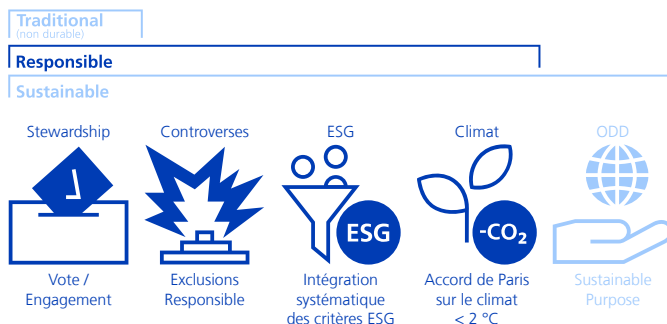 Traditional
(non durable)
Responsible
Sustainable
Stewardship
Controverses
ESG
Climat
ODD
ESG
-CO₂
Vote /
Engagement
Exclusions
Responsible
Intégration
systématique
des critères ESG
Accord de Paris
sur le climat
< 2 °C
Sustainable
Purpose